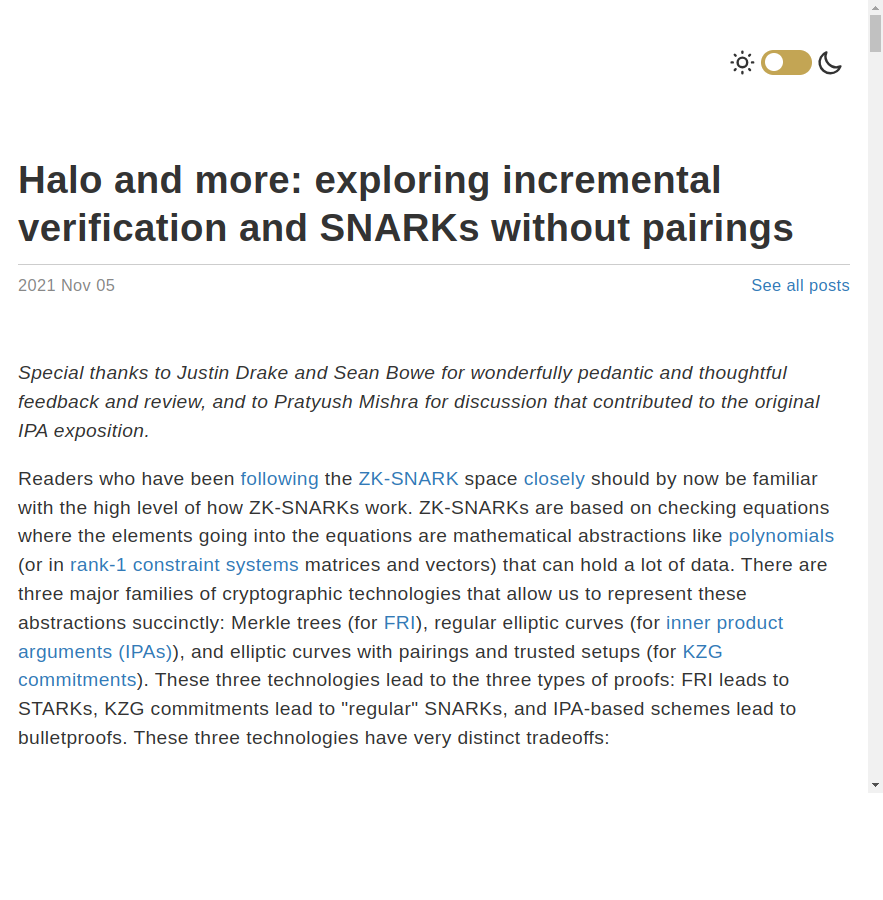 Halo and more: exploring incremental
verification and SNARKs without pairings
2021 Nov 05
See all posts
Special thanks to Justin Drake and Sean Bowe for wonderfully pedantic and thoughtful
feedback and review, and to Pratyush Mishra for discussion that contributed to the original
IPA exposition.
Readers who have been following the ZK-SNARK space closely should by now be familiar
with the high level of how ZK-SNARKs work. ZK-SNARKs are based on checking equations
where the elements going into the equations are mathematical abstractions like polynomials
(or in rank-1 constraint systems matrices and vectors) that can hold a lot of data. There are
three major families of cryptographic technologies that allow us to represent these
abstractions succinctly: Merkle trees (for FRI), regular elliptic curves (for inner product
arguments (IPAs)), and elliptic curves with pairings and trusted setups (for KZG
commitments). These three technologies lead to the three types of proofs: FRI leads to
STARKs, KZG commitments lead to "regular" SNARKs, and IPA-based schemes lead to
bulletproofs. These three technologies have very distinct tradeoffs: